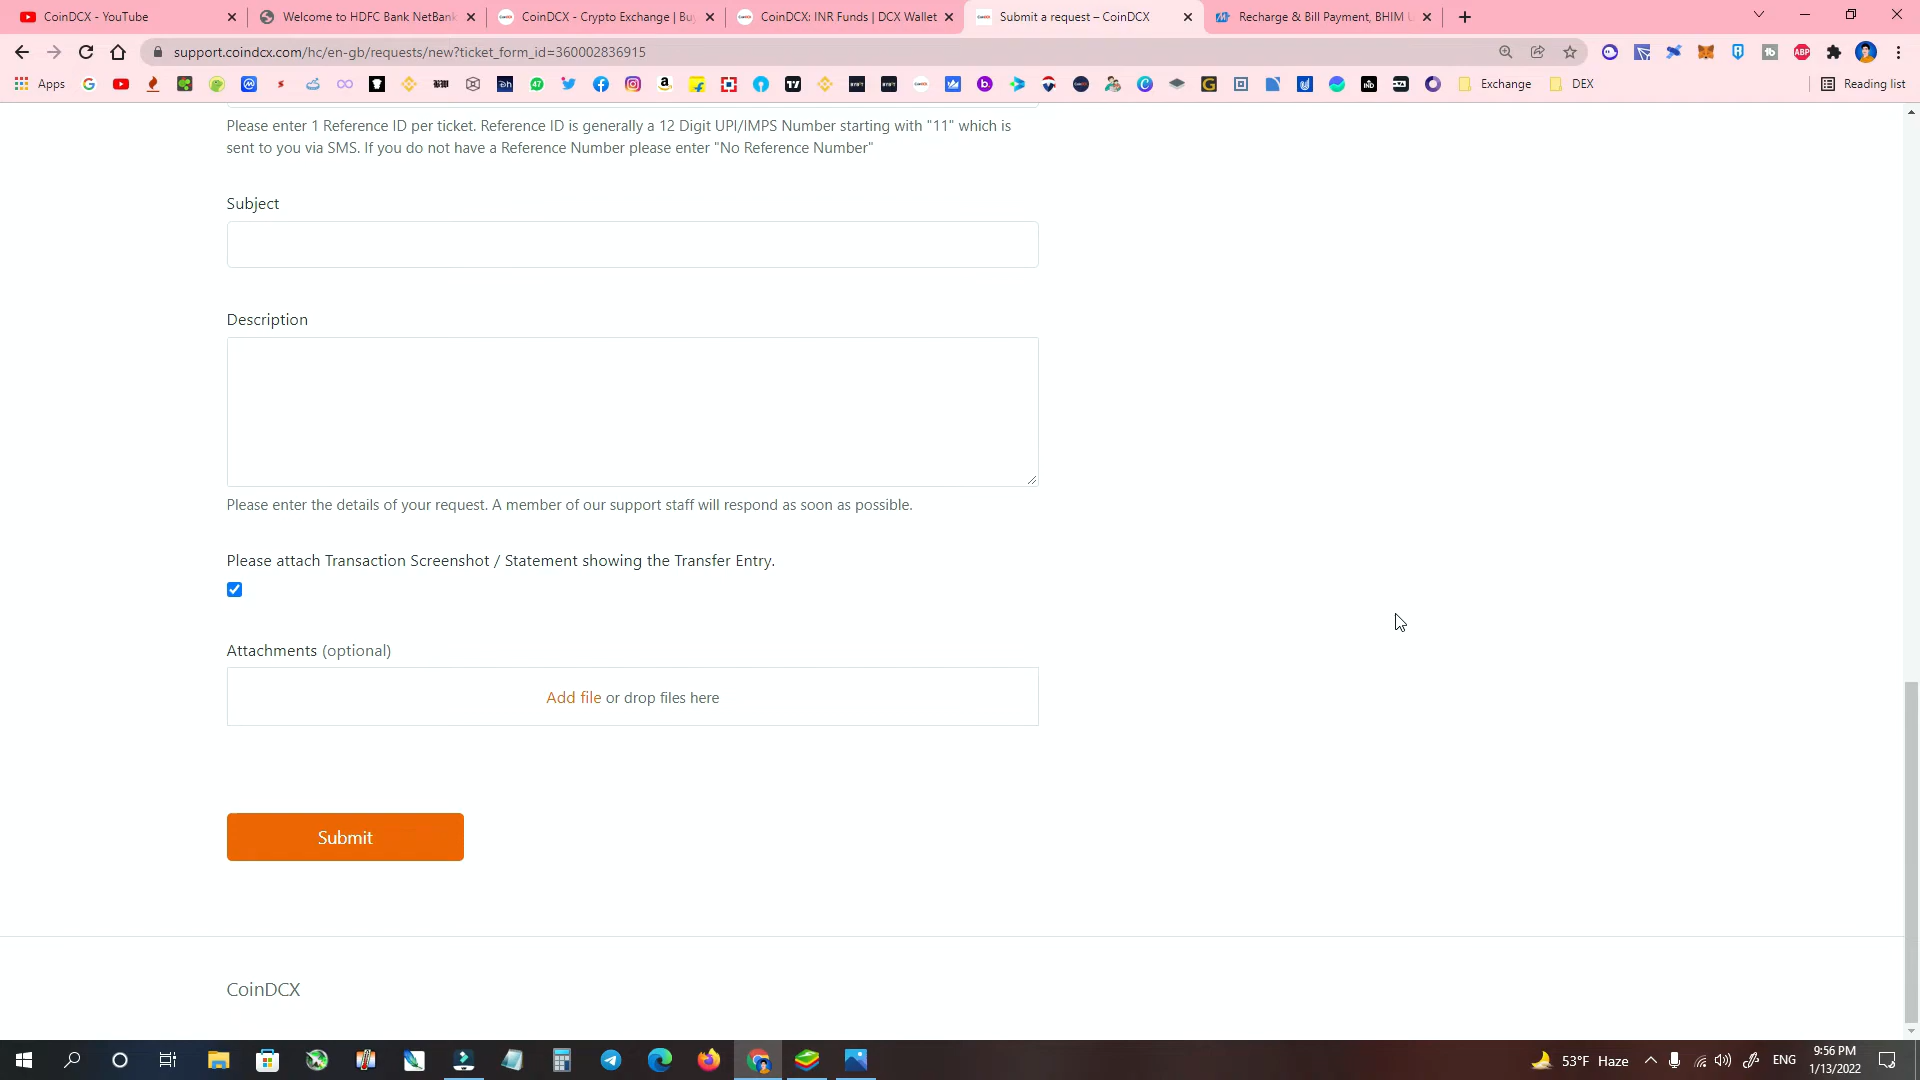 CoinDCX - YouTube
Welcome to HDFC Bank NetBank
CoinDCX - Crypto Exchange | Bu
CoinDCX: INR Funds | DCX Wallet
Submit a request – CoinDCX
Recharge & Bill Payment, BHIM U
support.coindcx.com/hc/en-gb/requests/new?ticket_form_id=360002836915
Apps
Exchange
DEX
Reading list
Please enter 1 Reference ID per ticket. Reference ID is generally a 12 Digit UPI/IMPS Number starting with "11" which is
sent to you via SMS. If you do not have a Reference Number please enter "No Reference Number"
Subject
Description
Please enter the details of your request. A member of our support staff will respond as soon as possible.
Please attach Transaction Screenshot / Statement showing the Transfer Entry.
Attachments (optional)
Add file or drop files here
Submit
CoinDCX
53°F Haze
ENG
9:56 PM
1/13/2022